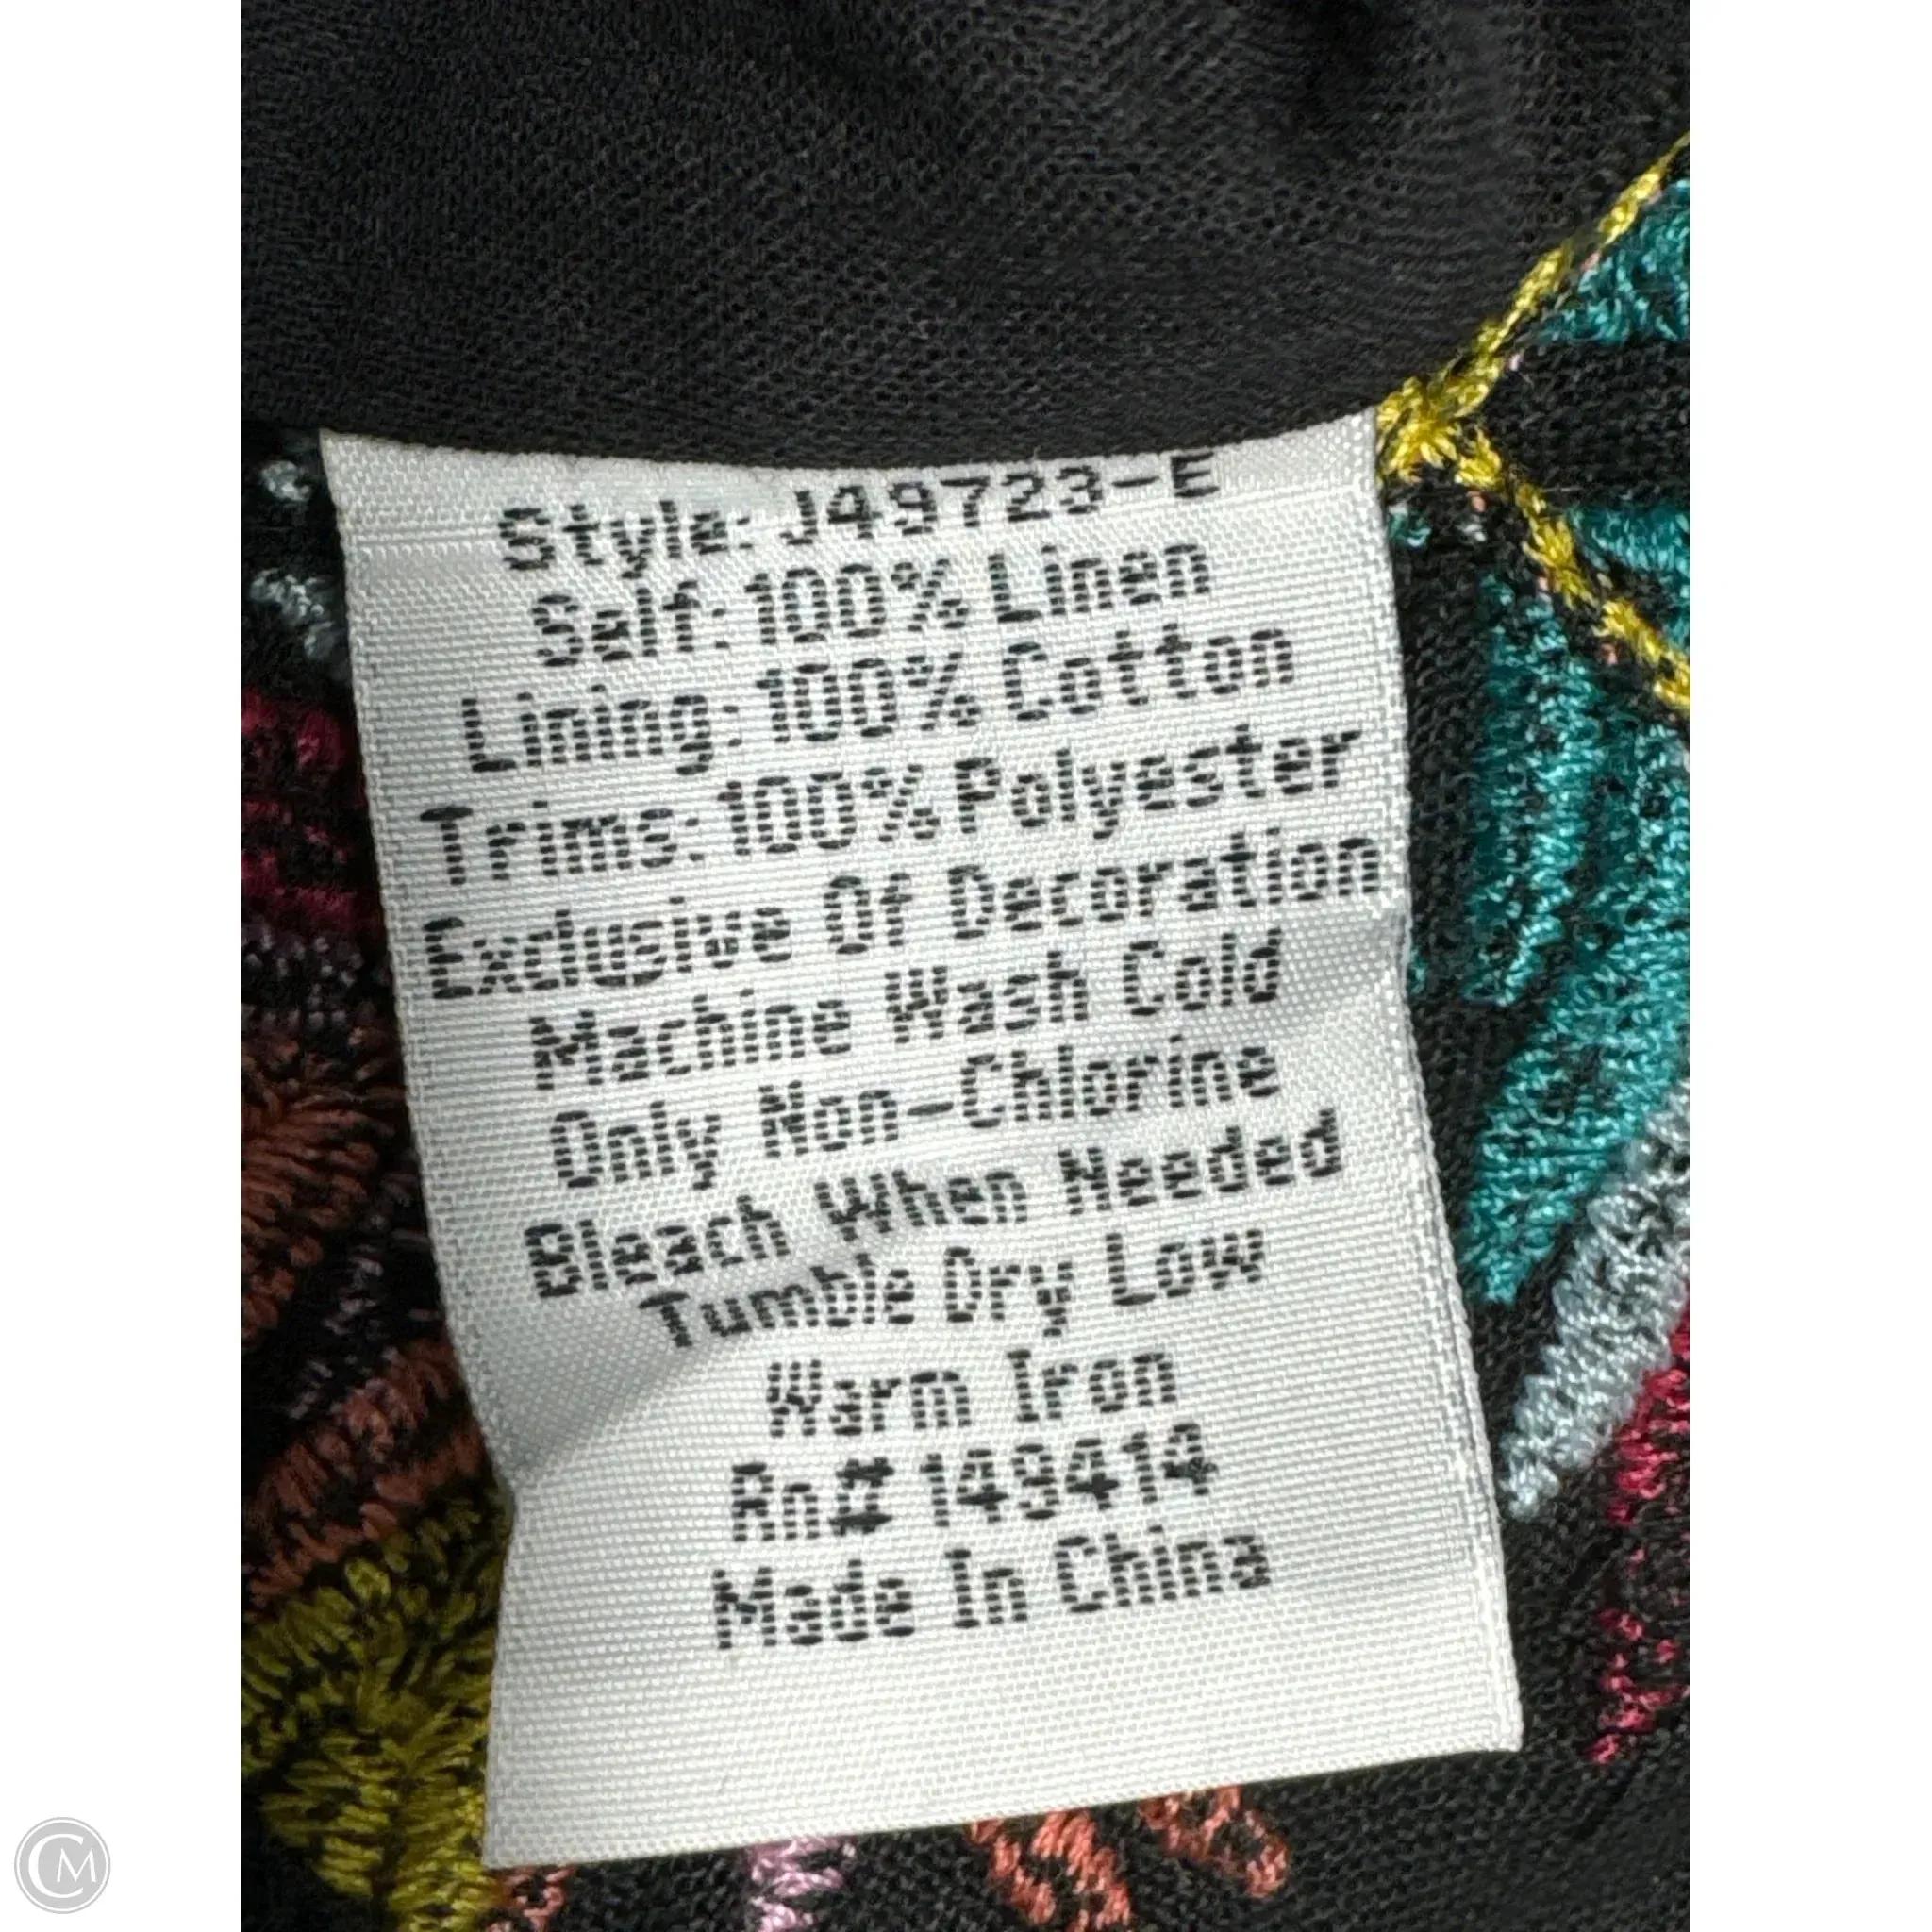 Style: J49723-E
Self: 100% Linen
Lining: 100% Cotton
Trims: 100% Polyester
Exclusive Of Decoration
Machine Wash Cold
Only Non-Chlorine
Bleach When Needed
Tumble Dry Low
Warm Iron
Rn# 149414
Made In China
CM